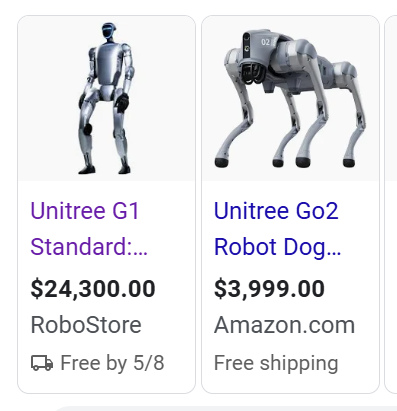 02
Unitree G1
Standard:...
$24,300.00
RoboStore
Free by 5/8
Unitree Go2
Robot Dog...
$3,999.00
Amazon.com
Free shipping